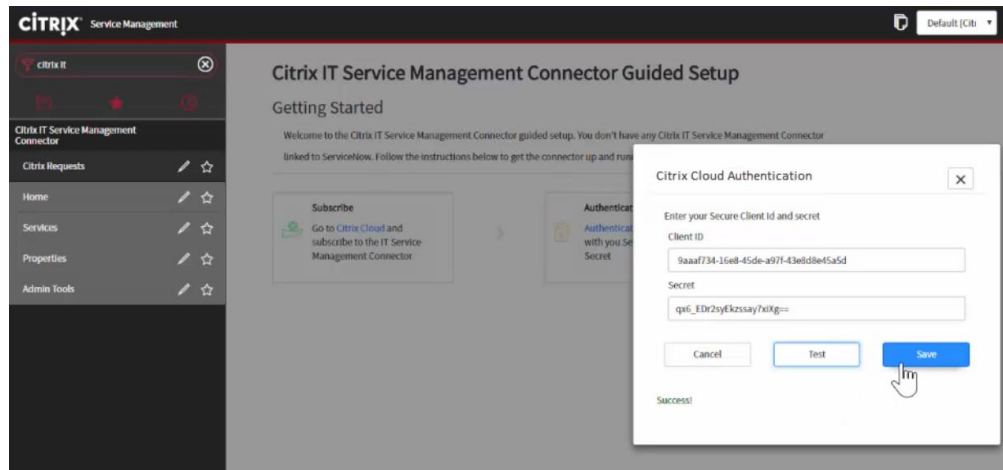 CİTRIX Service Management
Default [Citi
citrix it
Citrix IT Service Management
Connector
Citrix Requests
Home
Services
Properties
Admin Tools
Citrix IT Service Management Connector Guided Setup
Getting Started
Welcome to the Citrix IT Service Management Connector guided setup. You don't have any Citrix IT Service Management Connector
linked to ServiceNow. Follow the instructions below to get the connector up and runn
Subscribe
Go to Citrix Cloud and
subscribe to the IT Service
Management Connector
Authenticat
Authenticat
with you Se
Secret
Citrix Cloud Authentication
Enter your Secure Client Id and secret
Client ID
9aaaf734-16e8-45de-a97f-43e8d8e45a5d
Secret
qxi6_EDr2syEkzssay7xiXg==
Cancel
Test
Save
Success!